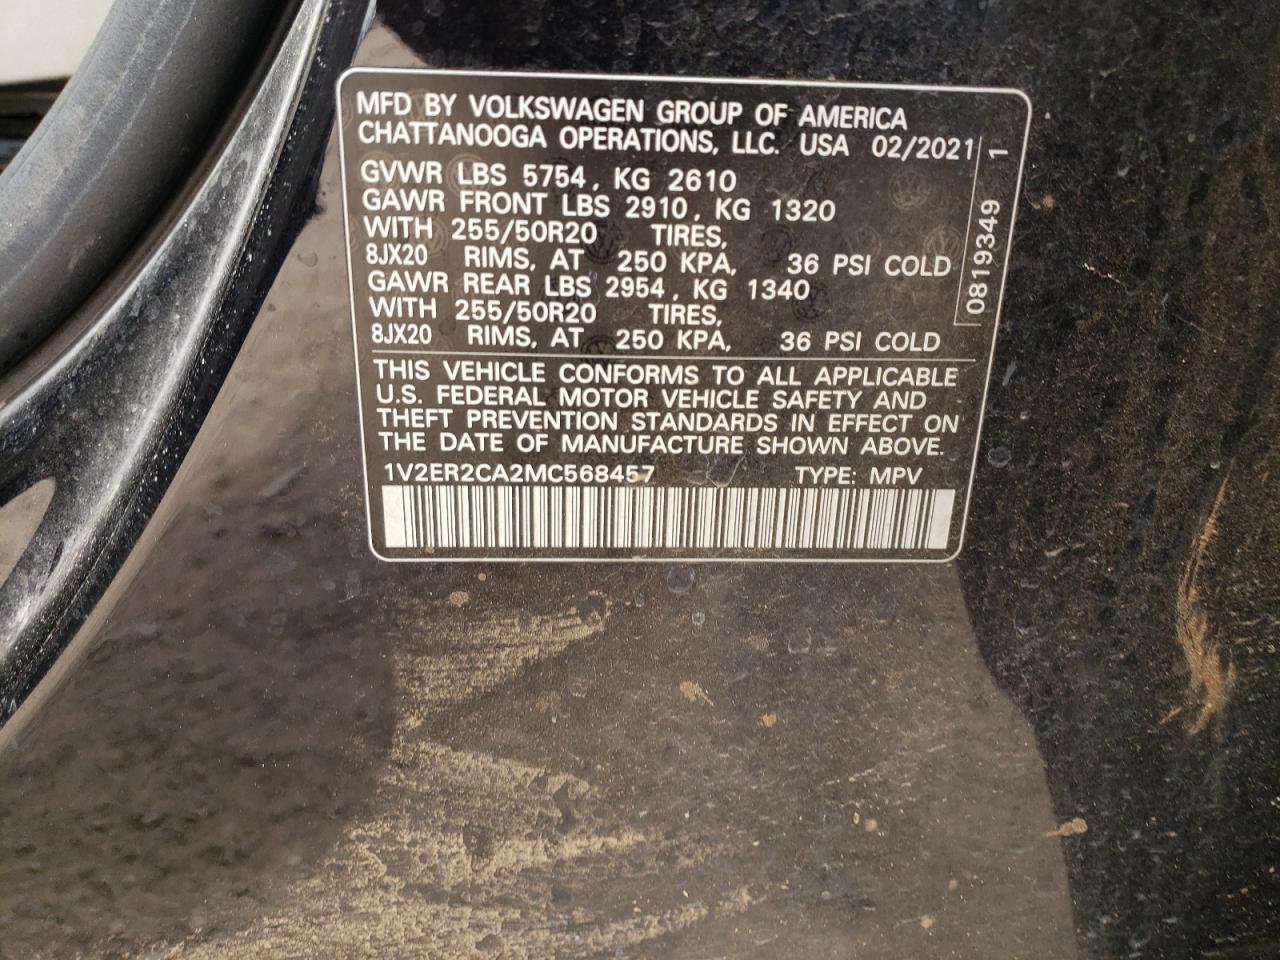 MFD BY VOLKSWAGEN GROUP OF AMERICA
CHATTANOOGA OPERATIONS, LLC. USA 02/2021
GVWR LBS 5754, KG 2610
GAWR FRONT LBS 2910, KG 1320
WITH 255/50R20 TIRES,
8JX20 RIMS, AT 250 KPA, 36 PSI COLD
GAWR REAR LBS 2954, KG 1340
WITH 255/50R20 TIRES,
8JX20 RIMS, AT 250 KPA, 36 PSI COLD
0819349 1
THIS VEHICLE CONFORMS TO ALL APPLICABLE
U.S. FEDERAL MOTOR VEHICLE SAFETY AND
THEFT PREVENTION STANDARDS IN EFFECT ON
THE DATE OF MANUFACTURE SHOWN ABOVE.
1V2ER2CA2MC568457 TYPE: MPV